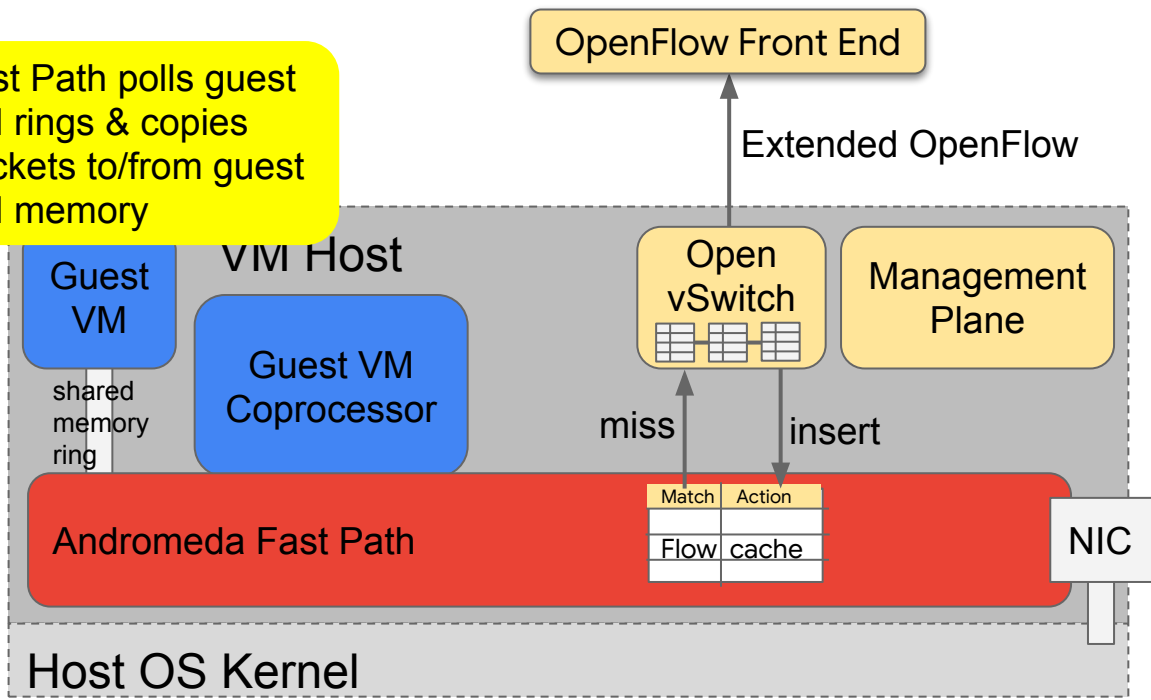 OpenFlow Front End
st Path polls guest
rings & copies
ckets to/from guest
memory
Extended OpenFlow
VM Host
Guest
VM
Open
vSwitch
Management
Plane
Guest VM
Coprocessor
shared
memory
ring
miss
insert
Match Action
Flow cache
Andromeda Fast Path
NIC
Host OS Kernel